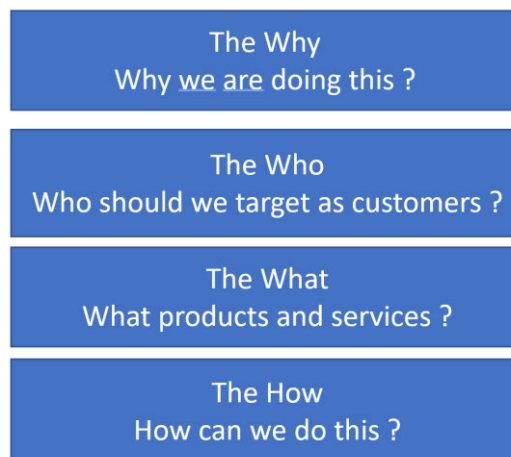 The Why
Why we are doing this ?
The Who
Who should we target as customers ?
The What
What products and services ?
The How
How can we do this ?